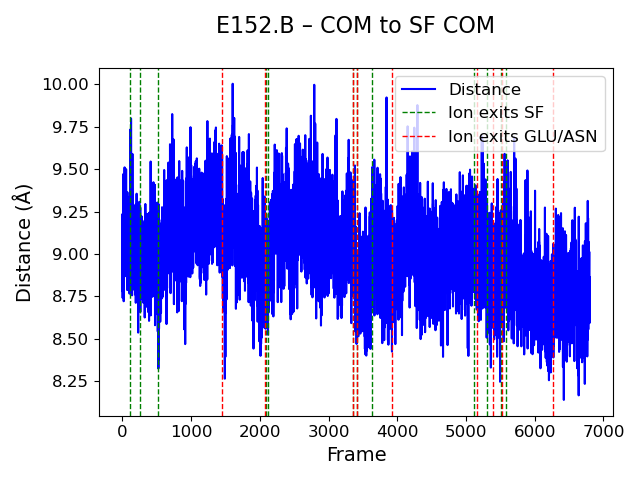 E152.B – COM to SF COM
Distance
Ion exits SF
Ion exits GLU/ASN
Distance (Å)
10.00
9.75
9.50
9.25
9.00
8.75
8.50
8.25
0 1000 2000 3000 4000 5000 6000 7000
Frame